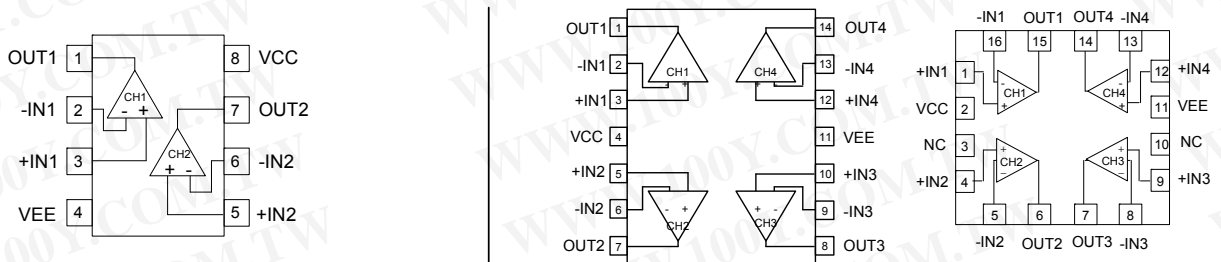 OUT1 1 8 VCC
CH1
-IN1 2 - + 7 OUT2
CH2
+IN1 3 + - 6 -IN2
VEE 4 5 +IN2
OUT1 1 14 OUT4
CH1 CH4
-IN1 2 - + + - 13 -IN4
+IN1 3 12 +IN4
VCC 4 11 VEE
+IN2 5 10 +IN3
-IN2 6 - + + - 9 -IN3
CH2 CH3
OUT2 7 8 OUT3
-IN1 OUT1 OUT4 -IN4
16 15 14 13
+IN1 1 - + CH1 CH4 - + 12 +IN4
VCC 2 11 VEE
NC 3 10 NC
+IN2 4 + - CH2 CH3 + - 9 +IN3
5 6 7 8
-IN2 OUT2 OUT3 -IN3
WWW.100Y.COM.TW